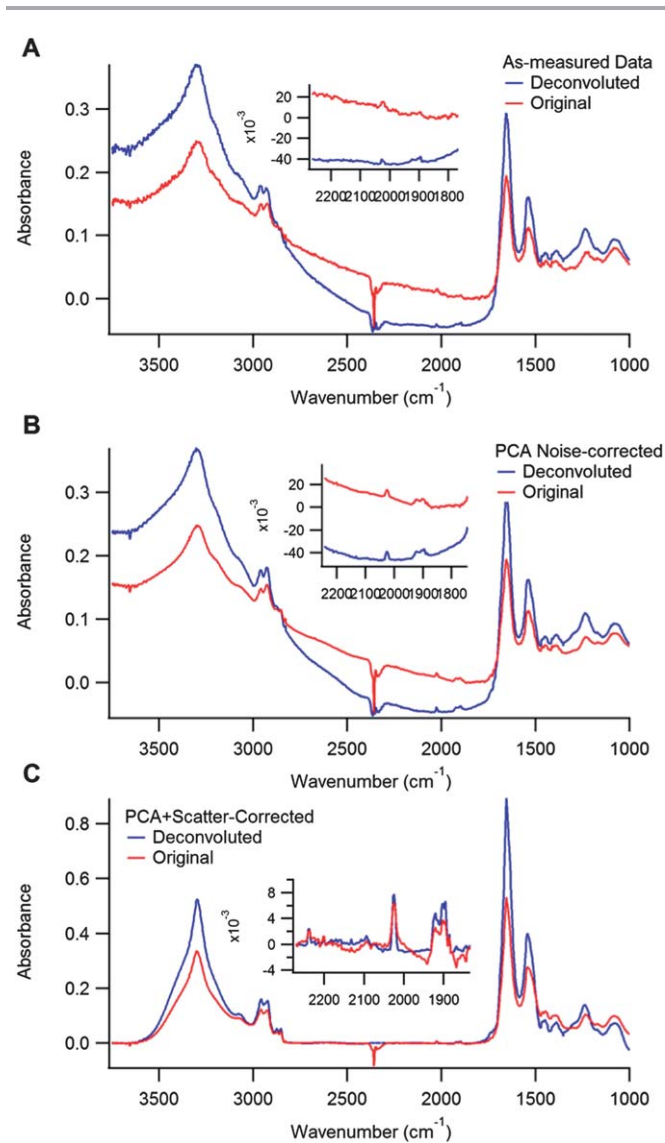 A
As-measured Data
Deconvoluted
Original
0.3
0.2
0.1
0.0
Absorbance
x10⁻³
20
0
-20
-40
2200 2100 2000 1900 1800
3500 3000 2500 2000 1500 1000
Wavenumber (cm⁻¹)
B
PCA Noise-corrected
Deconvoluted
Original
0.3
0.2
0.1
0.0
Absorbance
x10⁻³
20
0
-20
-40
2200 2100 2000 1900 1800
3500 3000 2500 2000 1500 1000
Wavenumber (cm⁻¹)
C
PCA+Scatter-Corrected
Deconvoluted
Original
0.8
0.6
0.4
0.2
0.0
Absorbance
x10⁻³
8
4
0
-4
2200 2100 2000 1900
3500 3000 2500 2000 1500 1000
Wavenumber (cm⁻¹)